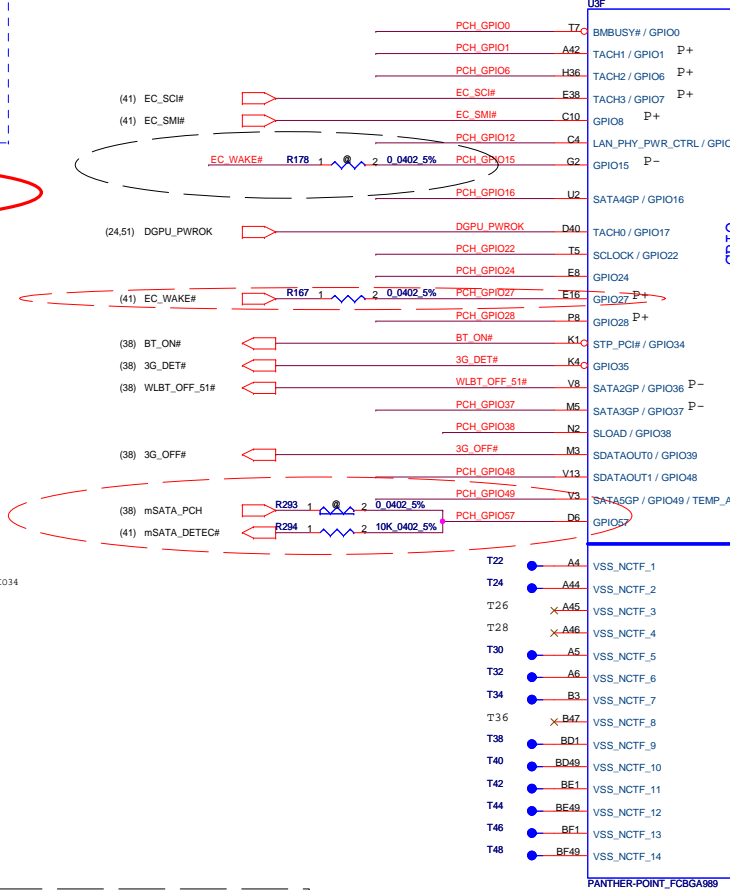 U3F
PCH_GPIO0 T7 BMBUSY# / GPIO0
PCH_GPIO1 A42 TACH1 / GPIO1 P+
PCH_GPIO6 H36 TACH2 / GPIO6 P+
(41) EC_SCI# EC_SCI# E38 TACH3 / GPIO7 P+
(41) EC_SMI# EC_SMI# C10 GPIO8 P+
PCH_GPIO12 C4 LAN_PHY_PWR_CTRL / GPIO
EC_WAKE# R178 1 @ 2 0_0402_5% PCH_GPIO15 G2 GPIO15 P-
PCH_GPIO16 U2 SATA4GP / GPIO16
(24,51) DGPU_PWROK DGPU_PWROK D40 TACH0 / GPIO17
PCH_GPIO22 T5 SCLOCK / GPIO22
PCH_GPIO24 E8 GPIO24
(41) EC_WAKE# R167 1 2 0_0402_5% PCH_GPIO27 E16 GPIO27 P+
PCH_GPIO28 P8 GPIO28 P+
(38) BT_ON# BT_ON# K1 STP_PCI# / GPIO34
(38) 3G_DET# 3G_DET# K4 GPIO35
(38) WLBT_OFF_51# WLBT_OFF_51# V8 SATA2GP / GPIO36 P-
PCH_GPIO37 M5 SATA3GP / GPIO37 P-
PCH_GPIO38 N2 SLOAD / GPIO38
(38) 3G_OFF# 3G_OFF# M3 SDATAOUT0 / GPIO39
PCH_GPIO48 V13 SDATAOUT1 / GPIO48
PCH_GPIO49 V3 SATA5GP / GPIO49 / TEMP_A
(38) mSATA_PCH R293 1 @ 2 0_0402_5%
PCH_GPIO57 D6 GPIO57
(41) mSATA_DETEC# R294 1 2 10K_0402_5%
T22 A4 VSS_NCTF_1
T24 A44 VSS_NCTF_2
T26 A45 VSS_NCTF_3
T28 A46 VSS_NCTF_4
T30 A5 VSS_NCTF_5
T32 A6 VSS_NCTF_6
T34 B3 VSS_NCTF_7
T36 B47 VSS_NCTF_8
T38 BD1 VSS_NCTF_9
T40 BD49 VSS_NCTF_10
T42 BE1 VSS_NCTF_11
T44 BE49 VSS_NCTF_12
T46 BF1 VSS_NCTF_13
T48 BF49 VSS_NCTF_14
PANTHER-POINT_FCBGA989